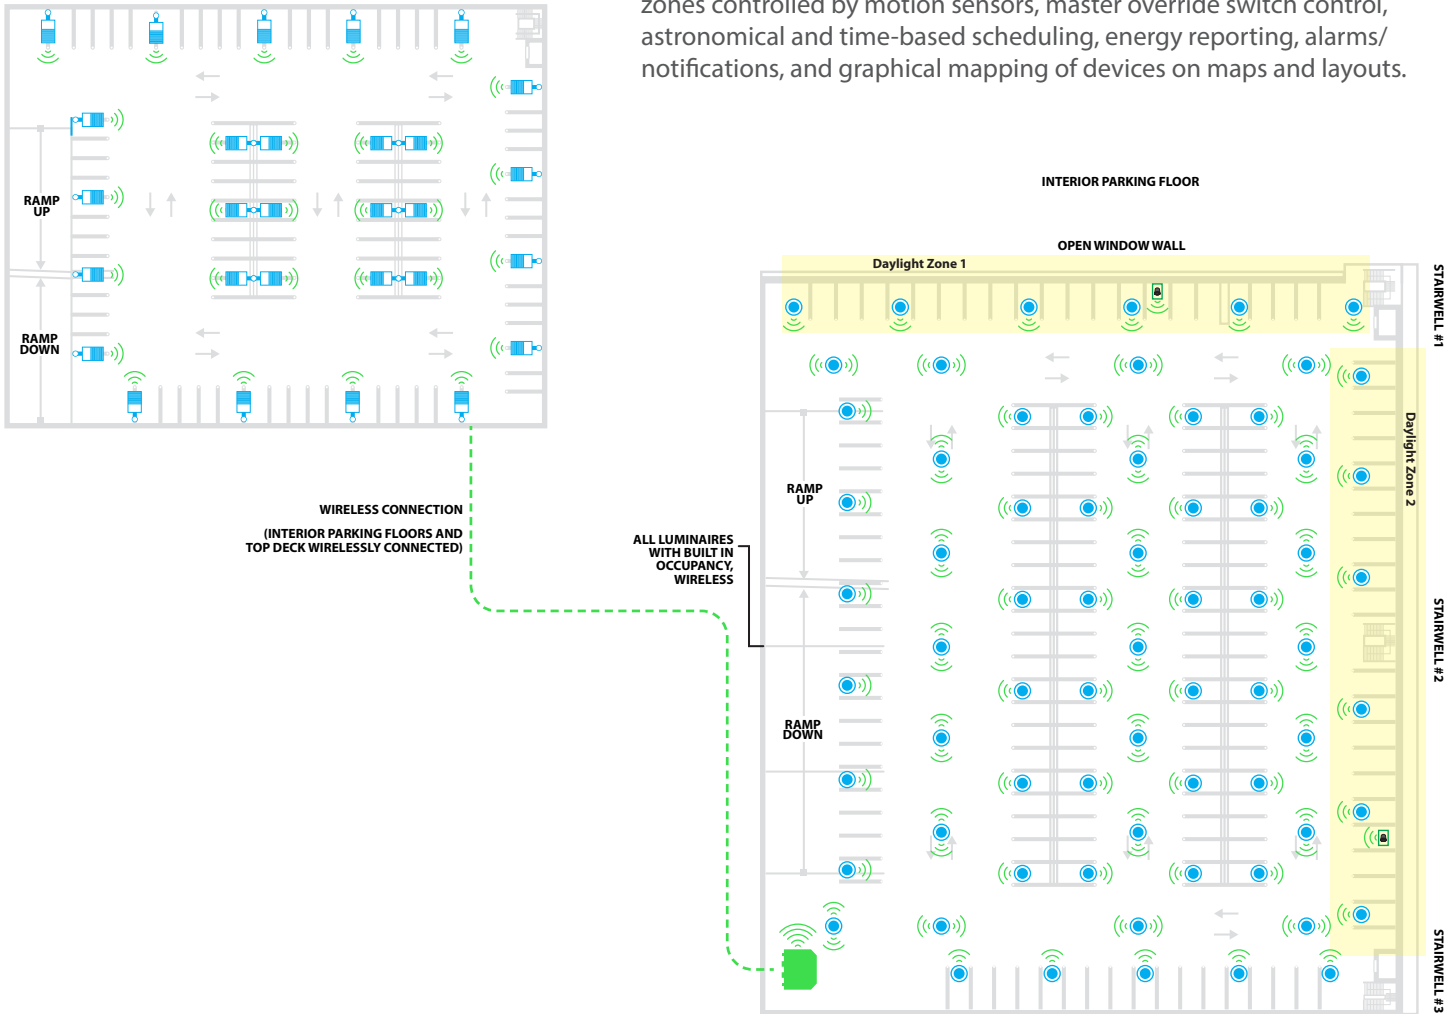 zones controlled by motion sensors, master override switch control,
astronomical and time-based scheduling, energy reporting, alarms/
notifications, and graphical mapping of devices on maps and layouts.
RAMP
UP
RAMP
DOWN
INTERIOR PARKING FLOOR
OPEN WINDOW WALL
Daylight Zone 1
STAIRWELL #1
Daylight Zone 2
RAMP
UP
WIRELESS CONNECTION
(INTERIOR PARKING FLOORS AND
TOP DECK WIRELESSLY CONNECTED)
ALL LUMINAIRES
WITH BUILT IN
OCCUPANCY,
WIRELESS
STAIRWELL #2
RAMP
DOWN
STAIRWELL #3